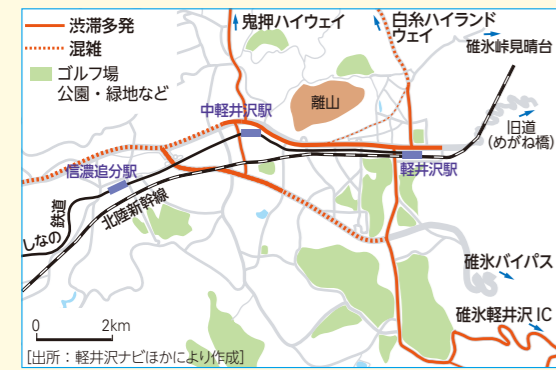 渋滞多発
混雑
ゴルフ場
公園・緑地など
鬼押ハイウェイ
白糸ハイランド
ウェイ
碓氷峠見晴台
離山
旧道
(めがね橋)
中軽井沢駅
軽井沢駅
信濃追分駅
しなの鉄道
北陸新幹線
碓氷バイパス
碓氷軽井沢 IC
0 2km
[出所：軽井沢ナビほかにより作成]